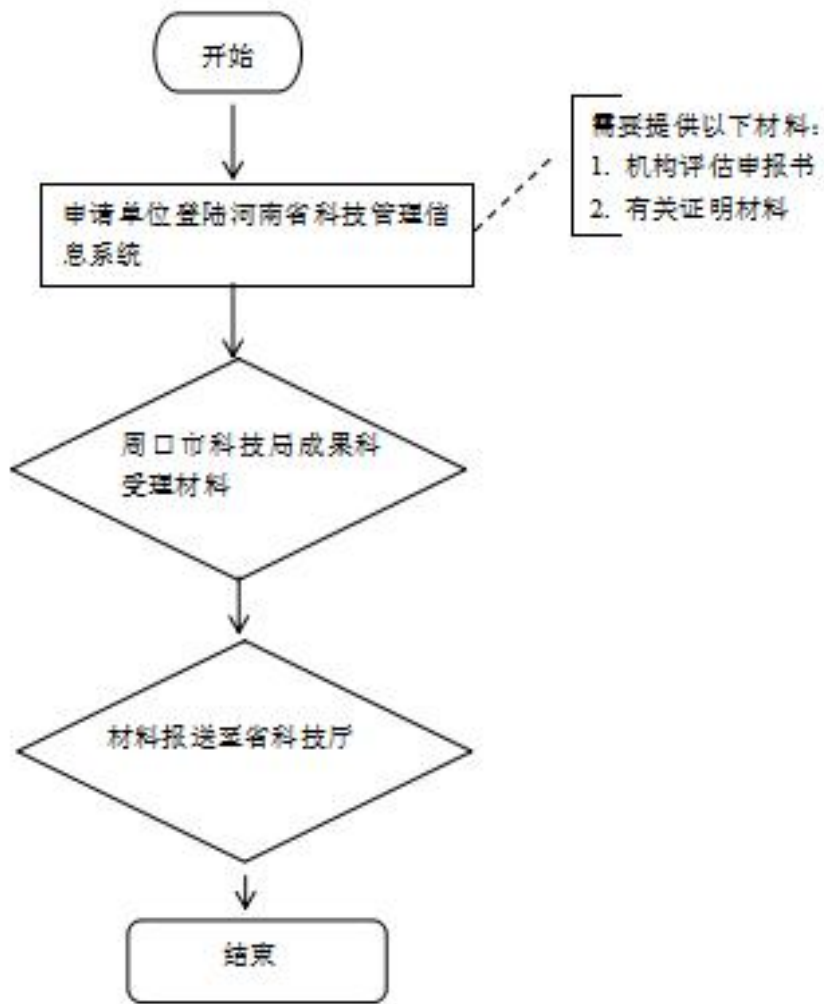 开始
需要提供以下材料：
1. 机构评估申报书
2. 有关证明材料
申请单位登陆河南省科技管理信
息系统
周口市科技局成果科
受理材料
材料报送至省科技厅
结束